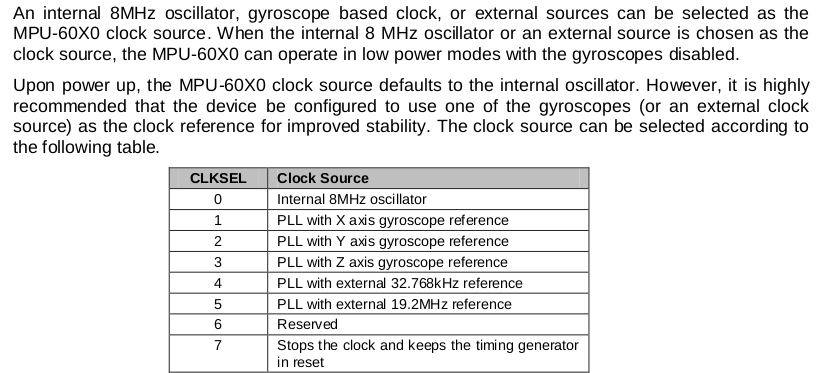 An internal 8MHz oscillator, gyroscope based clock, or external sources can be selected as the
MPU-60X0 clock source. When the internal 8 MHz oscillator or an external source is chosen as the
clock source, the MPU-60X0 can operate in low power modes with the gyroscopes disabled.
Upon power up, the MPU-60X0 clock source defaults to the internal oscillator. However, it is highly
recommended that the device be configured to use one of the gyroscopes (or an external clock
source) as the clock reference for improved stability. The clock source can be selected according to
the following table.
CLKSEL Clock Source
0 Internal 8MHz oscillator
1 PLL with X axis gyroscope reference
2 PLL with Y axis gyroscope reference
3 PLL with Z axis gyroscope reference
4 PLL with external 32.768kHz reference
5 PLL with external 19.2MHz reference
6 Reserved
7 Stops the clock and keeps the timing generator
in reset